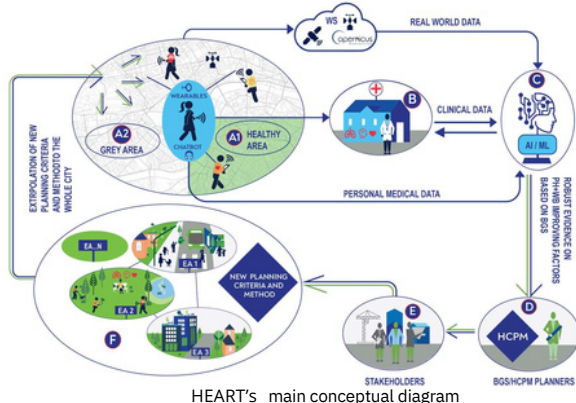 WS
opernicus
REAL WORLD DATA
C
WEARABLES
B
CLINICAL DATA
A2
GREY AREA
A1
HEALTHY
AREA
CHATBOT
AI / ML
PERSONAL MEDICAL DATA
EXTRPOLATION OF NEW
PLANNING CRITERIA
AND METHODTO THE
WHOLE CITY
ROBUST EVIDENCE ON
PH+WB IMPROVING FACTORS
BASED ON BGS
EA...N
EA 1
NEW PLANNING
CRITERIA AND
METHOD
EA 2
F
EA 3
E
D
HCPM
STAKEHOLDERS
BGS/HCPM PLANNERS
HEART's main conceptual diagram